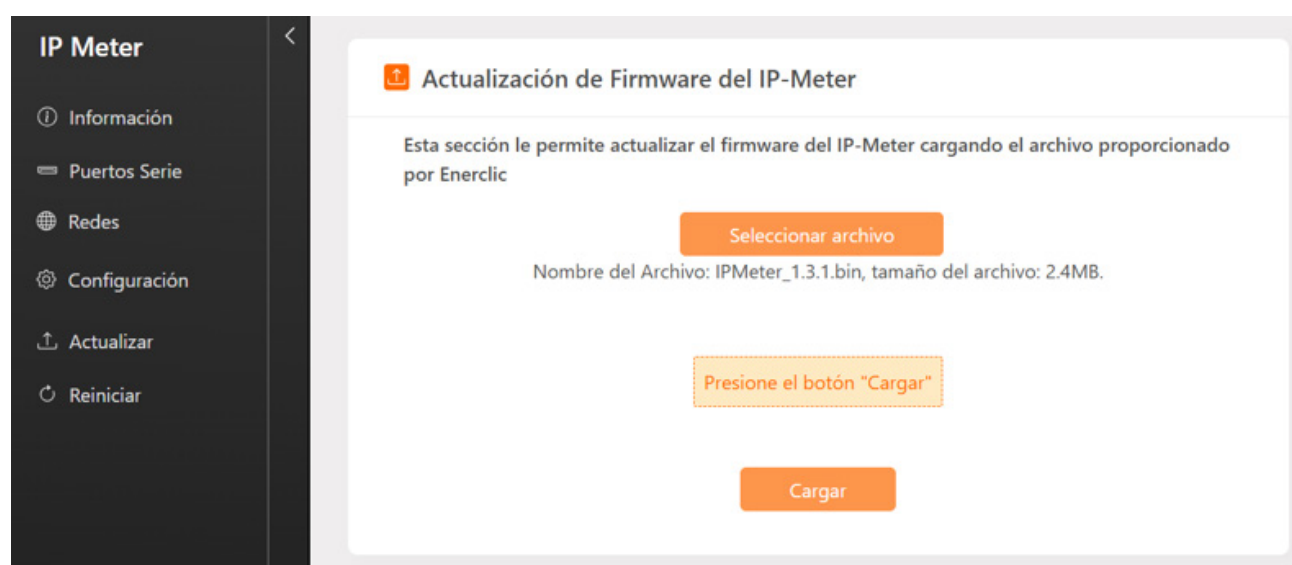 IP Meter
Información
Puertos Serie
Redes
Configuración
Actualizar
Reiniciar
Actualización de Firmware del IP-Meter
Esta sección le permite actualizar el firmware del IP-Meter cargando el archivo proporcionado
por Enerclic
Seleccionar archivo
Nombre del Archivo: IPMeter_1.3.1.bin, tamaño del archivo: 2.4MB.
Presione el botón "Cargar"
Cargar